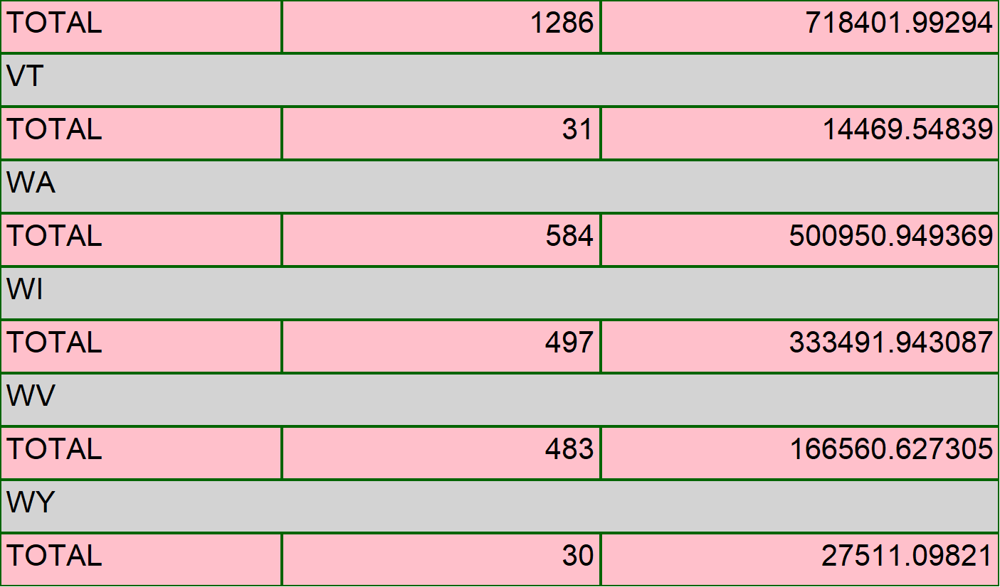 TOTAL 1286 718401.99294
VT
TOTAL 31 14469.54839
WA
TOTAL 584 500950.949369
WI
TOTAL 497 333491.943087
WV
TOTAL 483 166560.627305
WY
TOTAL 30 27511.09821